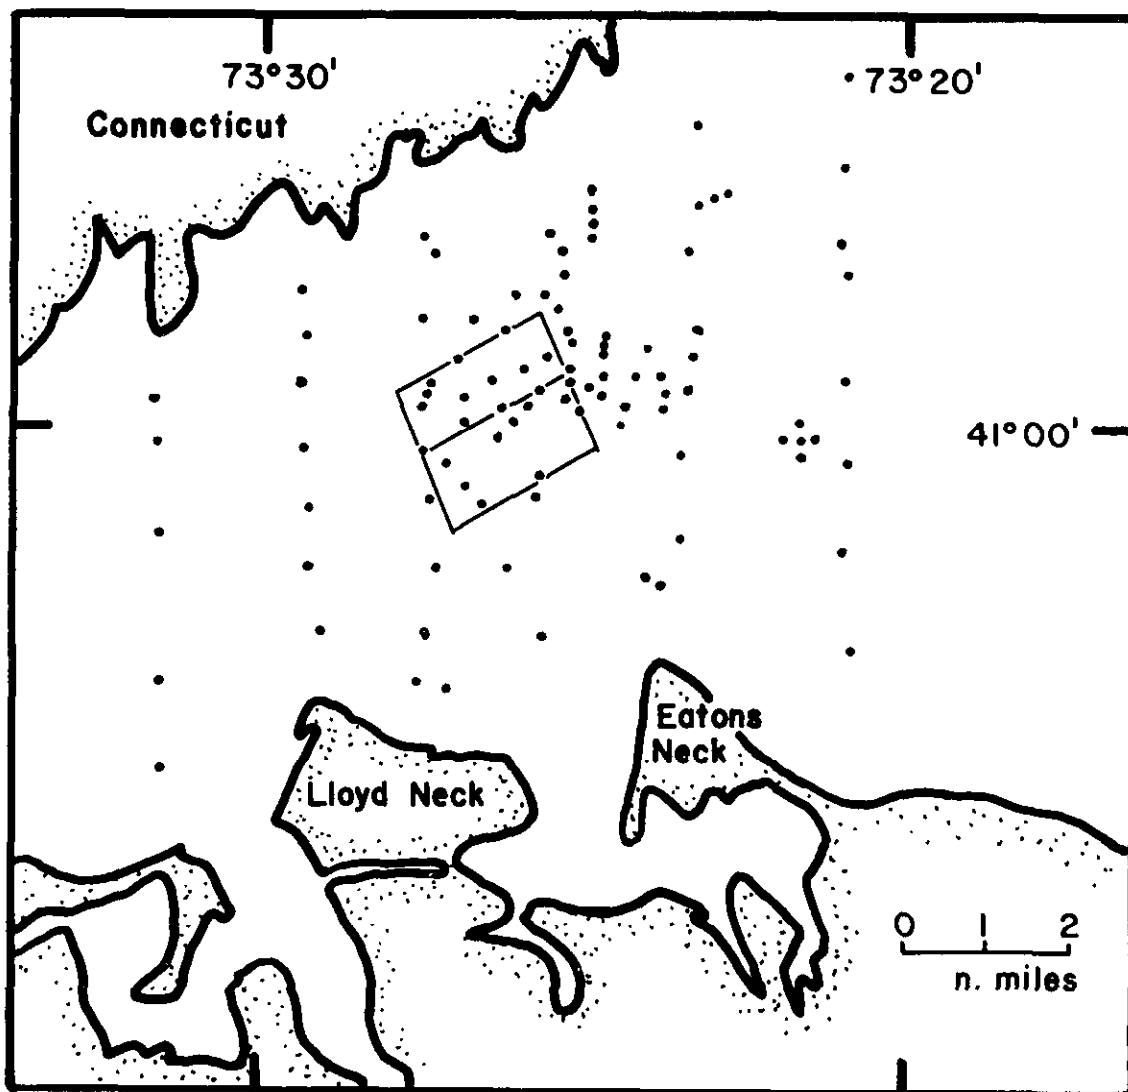 73°30'
73°20'
Connecticut
41°00'
Eatons
Neck
Lloyd Neck
0 1 2
n. miles